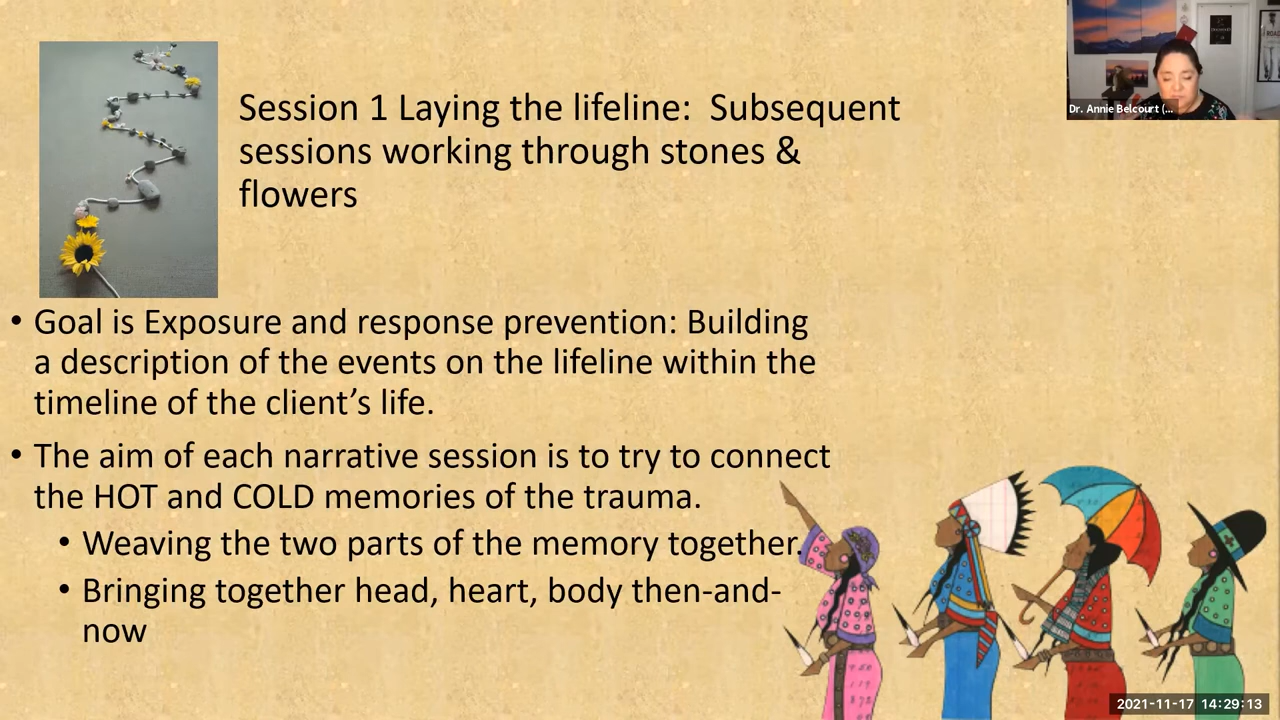 Session 1 Laying the lifeline:  Subsequent
sessions working through stones &
flowers
Dr. Annie Belcourt (...
• Goal is Exposure and response prevention: Building
a description of the events on the lifeline within the
timeline of the client’s life.
• The aim of each narrative session is to try to connect
the HOT and COLD memories of the trauma.
• Weaving the two parts of the memory together.
• Bringing together head, heart, body then-and-
now
2021-11-17 14:29:13